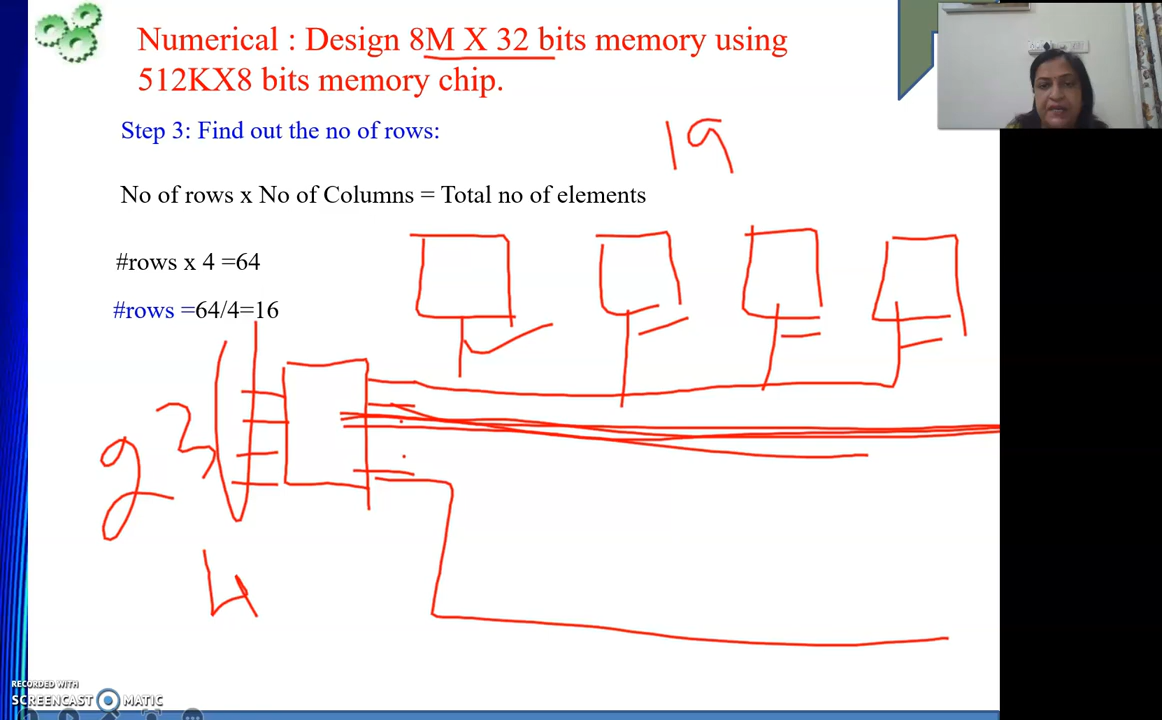 Numerical : Design 8M X 32 bits memory using
512KX8 bits memory chip.
Step 3: Find out the no of rows:
19
No of rows x No of Columns = Total no of elements
#rows x 4 =64
#rows =64/4=16
23
4
RECORDED WITH
SCREENCAST MATIC